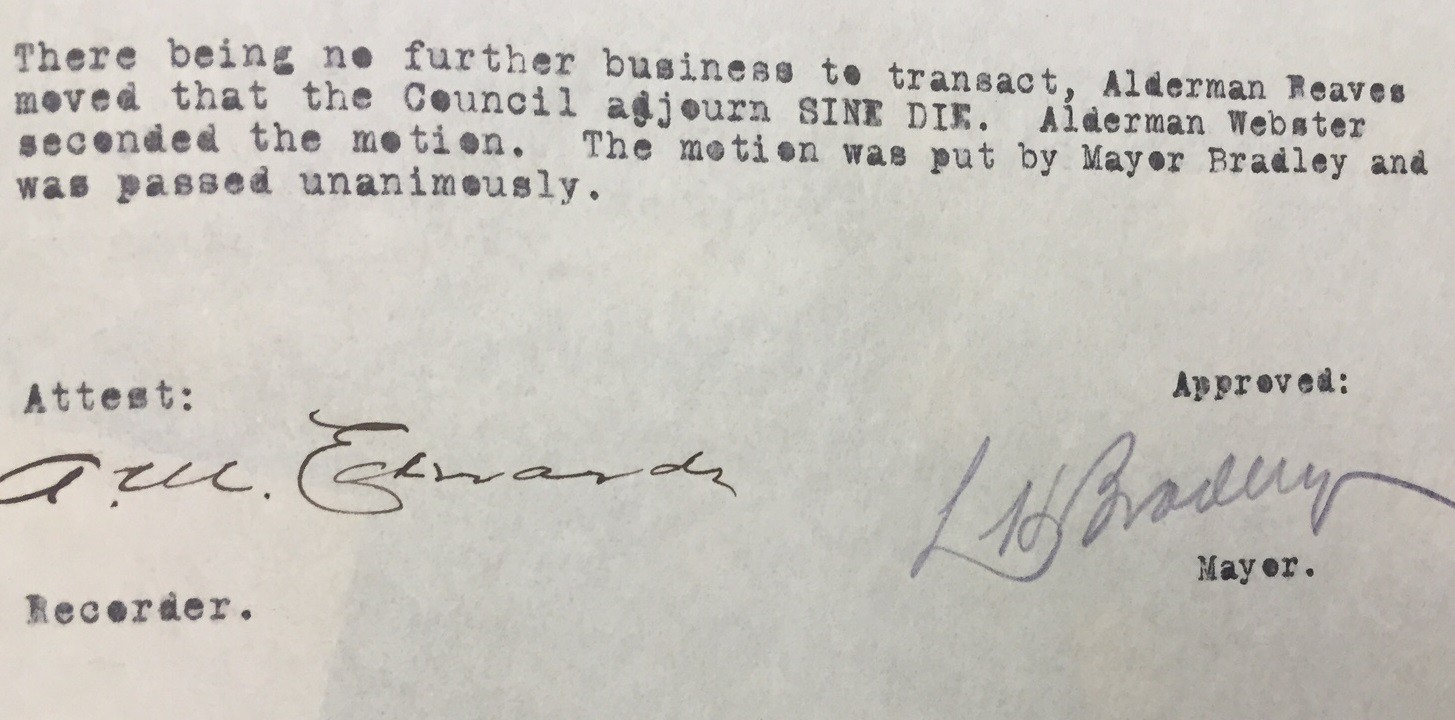 There being no further business to transact, Alderman Reaves
moved that the Council adjourn SINE DIE. Alderman Webster
seconded the motion. The motion was put by Mayor Bradley and
was passed unanimously.
Attest:
Approved:
A. M. Edwards
L H Bradley
Mayor.
Recorder.